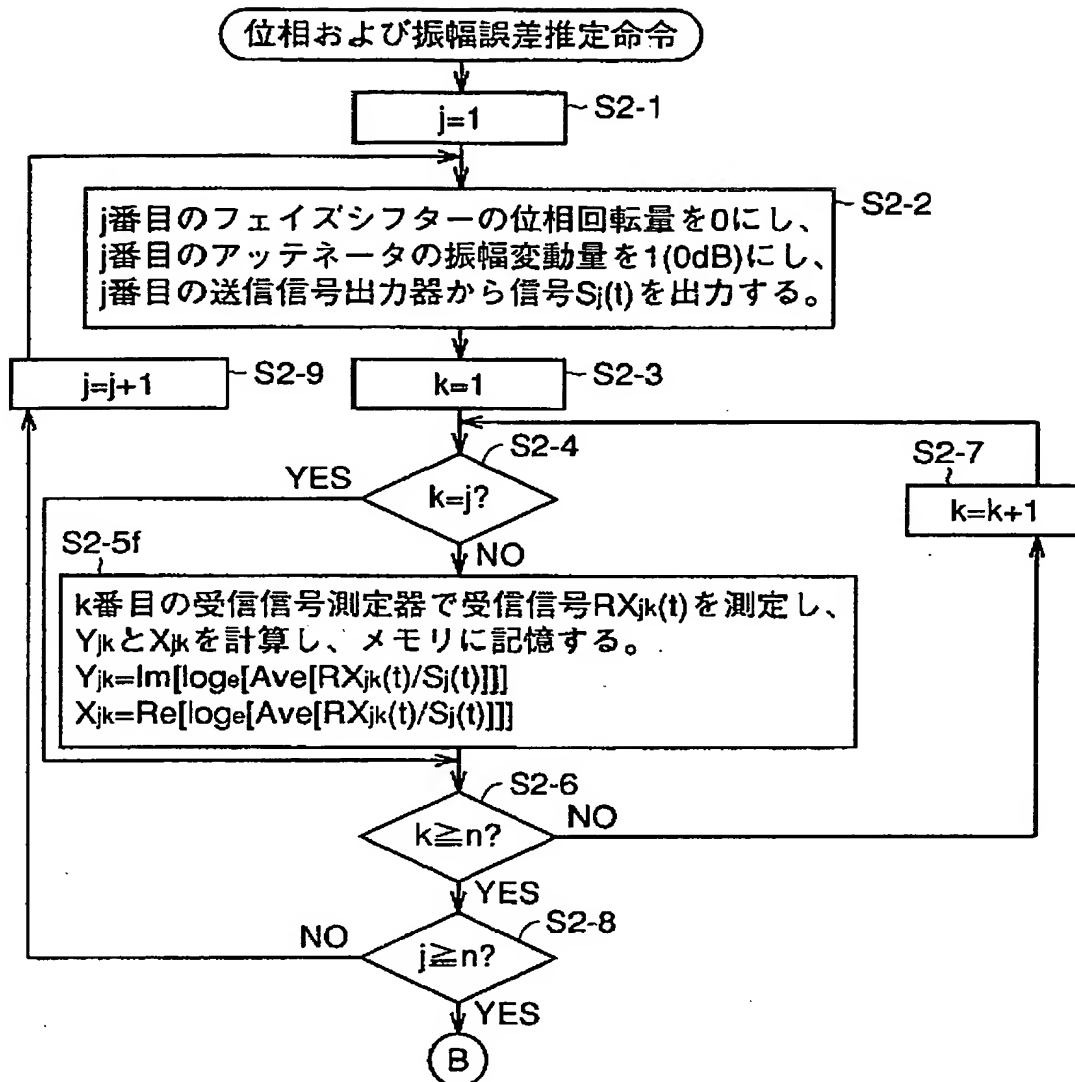 位相および振幅誤差推定命令
j=1
S2-1
j番目のフェイズシフターの位相回転量を0にし、
j番目のアッテネータの振幅変動量を1(0dB)にし、
j番目の送信信号出力器から信号Sj(t)を出力する。
S2-2
j=j+1
S2-9
k=1
S2-3
S2-4
YES
k=j?
NO
S2-7
k=k+1
S2-5f
k番目の受信信号測定器で受信信号RXjk(t)を測定し、
YjkとXjkを計算し、メモリに記憶する。
Yjk=Im[loge[Ave[RXjk(t)/Sj(t)]]]
Xjk=Re[loge[Ave[RXjk(t)/Sj(t)]]]
S2-6
k≧n?
NO
YES
S2-8
NO
j≧n?
YES
B